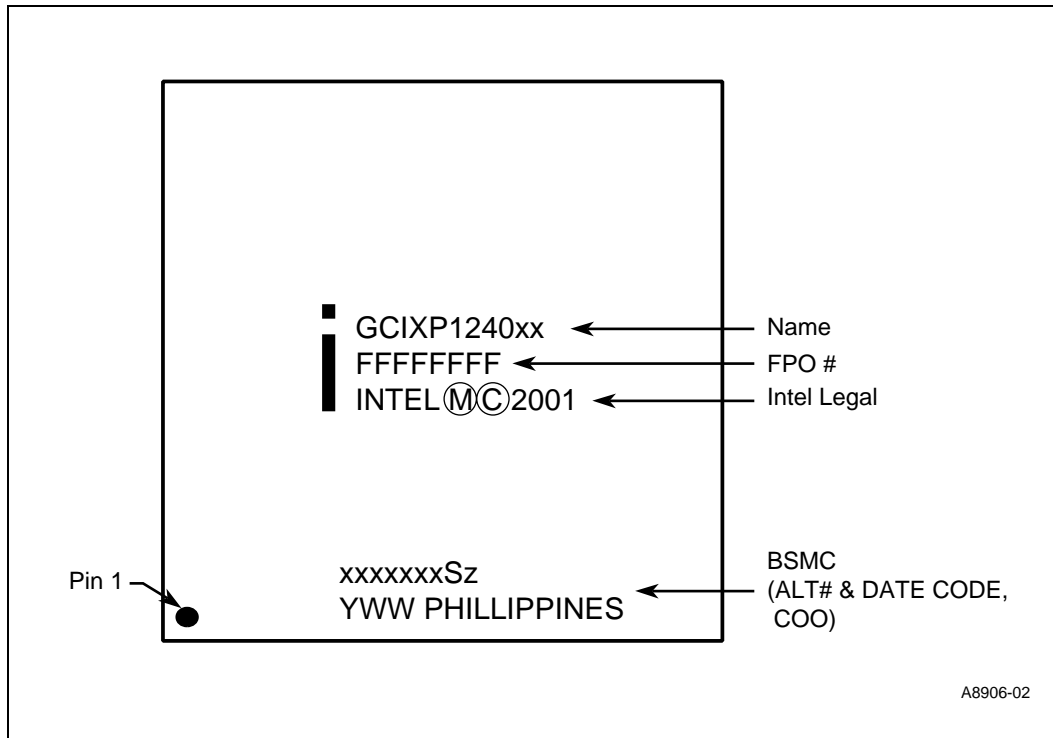 GCIXP1240xx
FFFFFFFF
INTEL Ⓜ Ⓒ 2001
Name
FPO #
Intel Legal
xxxxxxxSz
YWW PHILLIPPINES
Pin 1
BSMC
(ALT# & DATE CODE,
COO)
A8906-02